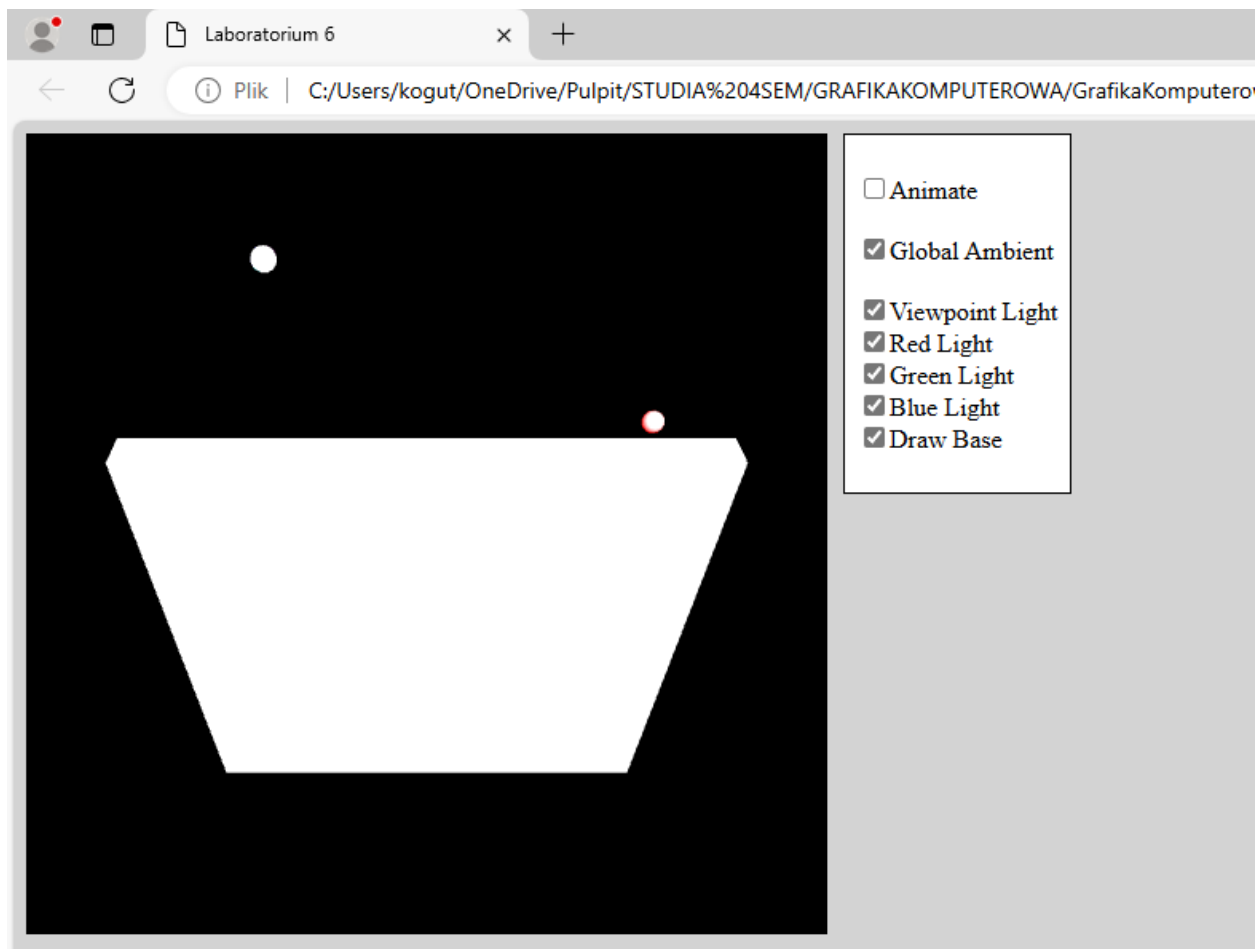 Laboratorium 6
Plik
C:/Users/kogut/OneDrive/Pulpit/STUDIA%204SEM/GRAFIKAKOMPUTEROWA/GrafikaKomputerow
Animate
Global Ambient
Viewpoint Light
Red Light
Green Light
Blue Light
Draw Base